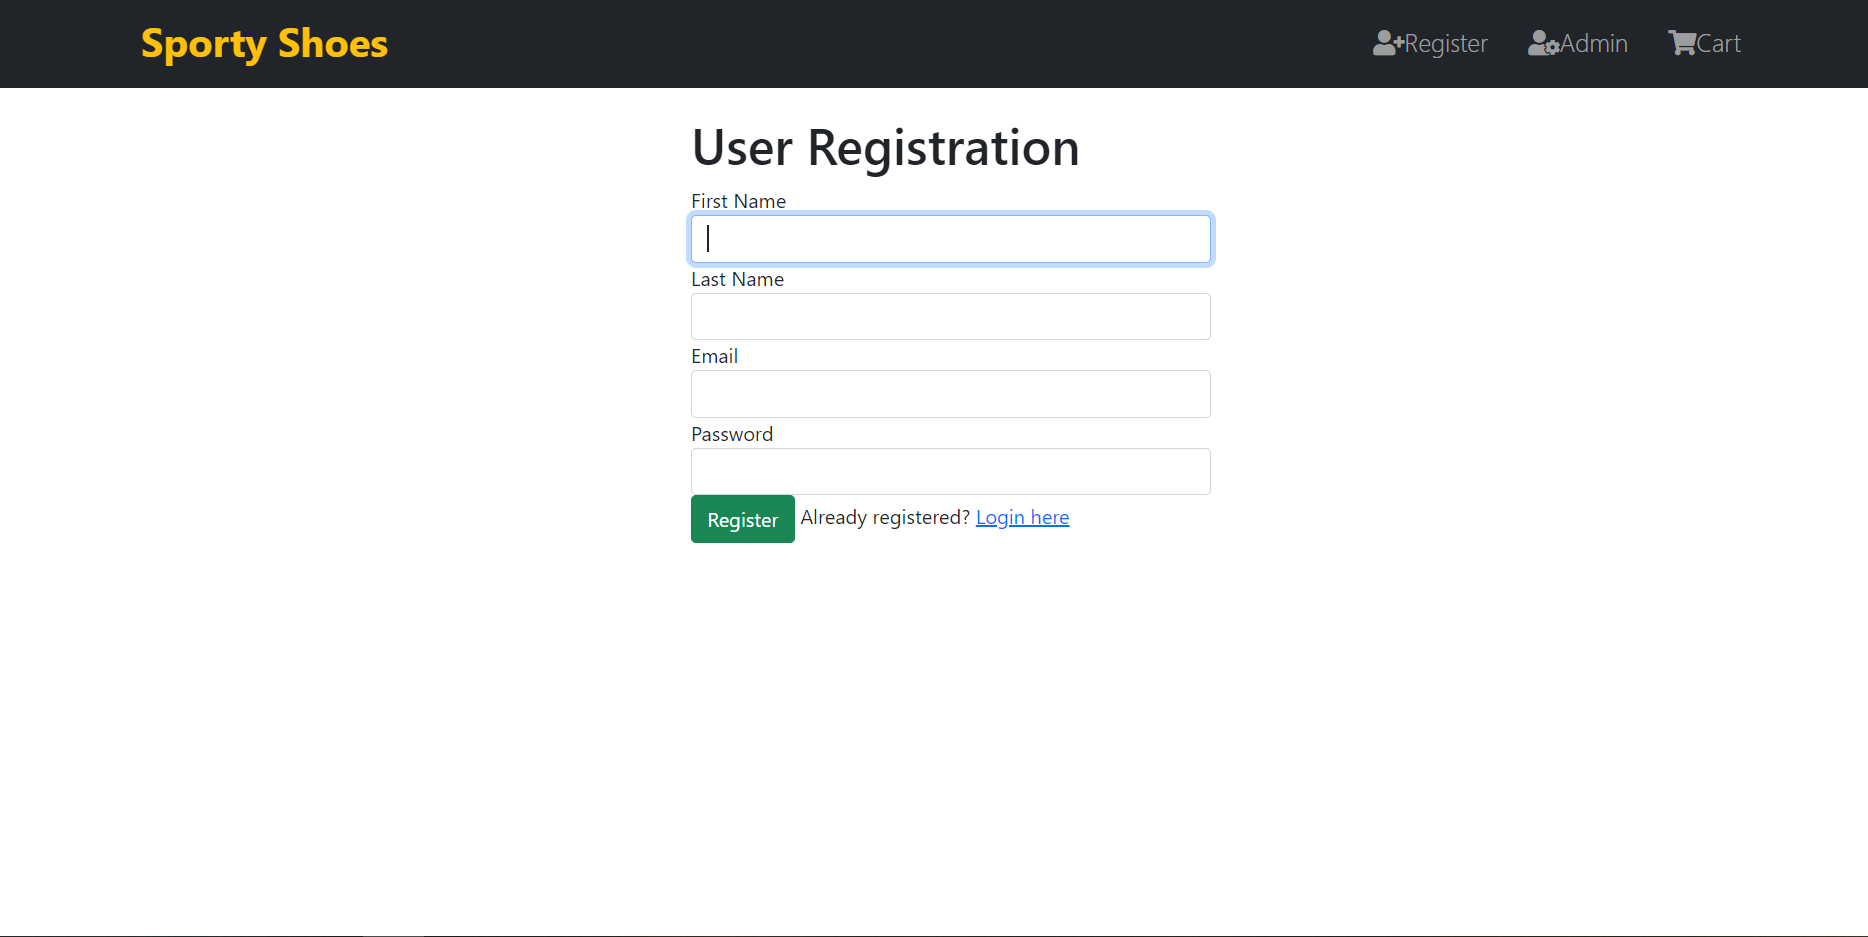 Sporty Shoes Register Admin Cart
User Registration
First Name
Last Name
Email
Password
Register Already registered? Login here